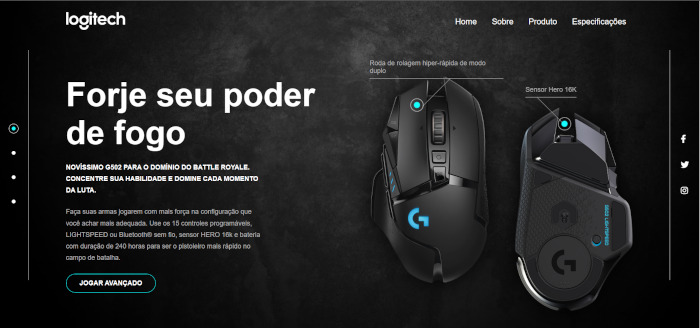 logitech
Home Sobre Produto Especificações
Roda de rolagem hiper-rápida de modo
duplo
Sensor Hero 16K
Forje seu poder
de fogo
NOVÍSSIMO G502 PARA O DOMÍNIO DO BATTLE ROYALE.
CONCENTRE SUA HABILIDADE E DOMINE CADA MOMENTO
DA LUTA.
Faça suas armas jogarem com mais força na configuração que
você achar mais adequada. Use os 15 controles programáveis,
LIGHTSPEED ou Bluetooth® sem fio, sensor HERO 16k e bateria
com duração de 240 horas para ser o pistoleiro mais rápido no
campo de batalha.
JOGAR AVANÇADO
G
G
G502 LIGHTSPEED